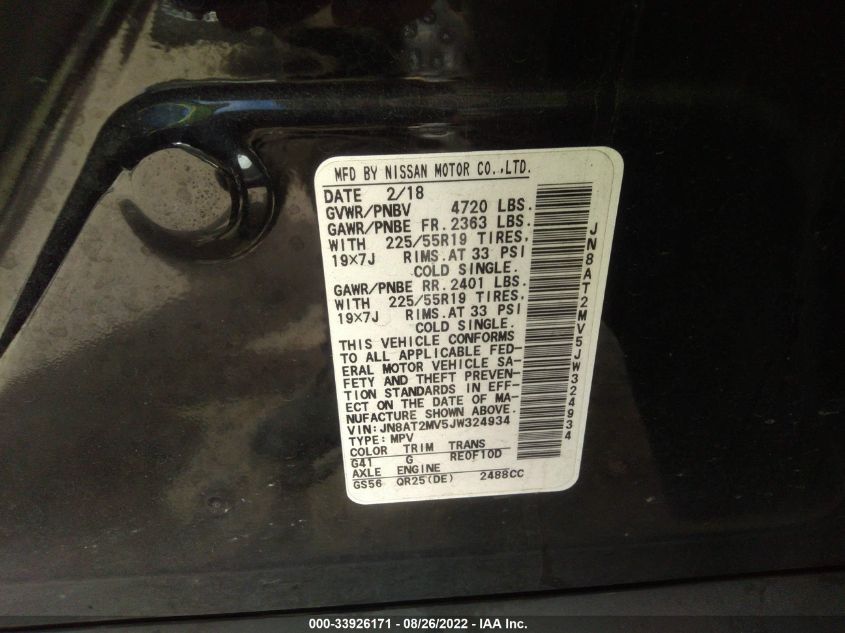 MFD BY NISSAN MOTOR CO.,LTD.
DATE 2/18
GVWR/PNBV 4720 LBS.
GAWR/PNBE FR. 2363 LBS.
WITH 225/55R19 TIRES,
19×7J RIMS. AT 33 PSI
COLD SINGLE.
GAWR/PNBE RR. 2401 LBS.
WITH 225/55R19 TIRES,
19×7J RIMS. AT 33 PSI
COLD SINGLE.
THIS VEHICLE CONFORMS
TO ALL APPLICABLE FED-
ERAL MOTOR VEHICLE SA-
FETY AND THEFT PREVEN-
TION STANDARDS IN EFF-
ECT ON THE DATE OF MA-
NUFACTURE SHOWN ABOVE.
VIN:JN8AT2MV5JW324934
TYPE:MPV
COLOR TRIM TRANS
G41 G RE0F10D
AXLE ENGINE
GS56 QR25(DE) 2488CC
JN8AT2MV5JW324934
000-33926171 - 08/26/2022 - Copyright © 2022 IAA, Inc.